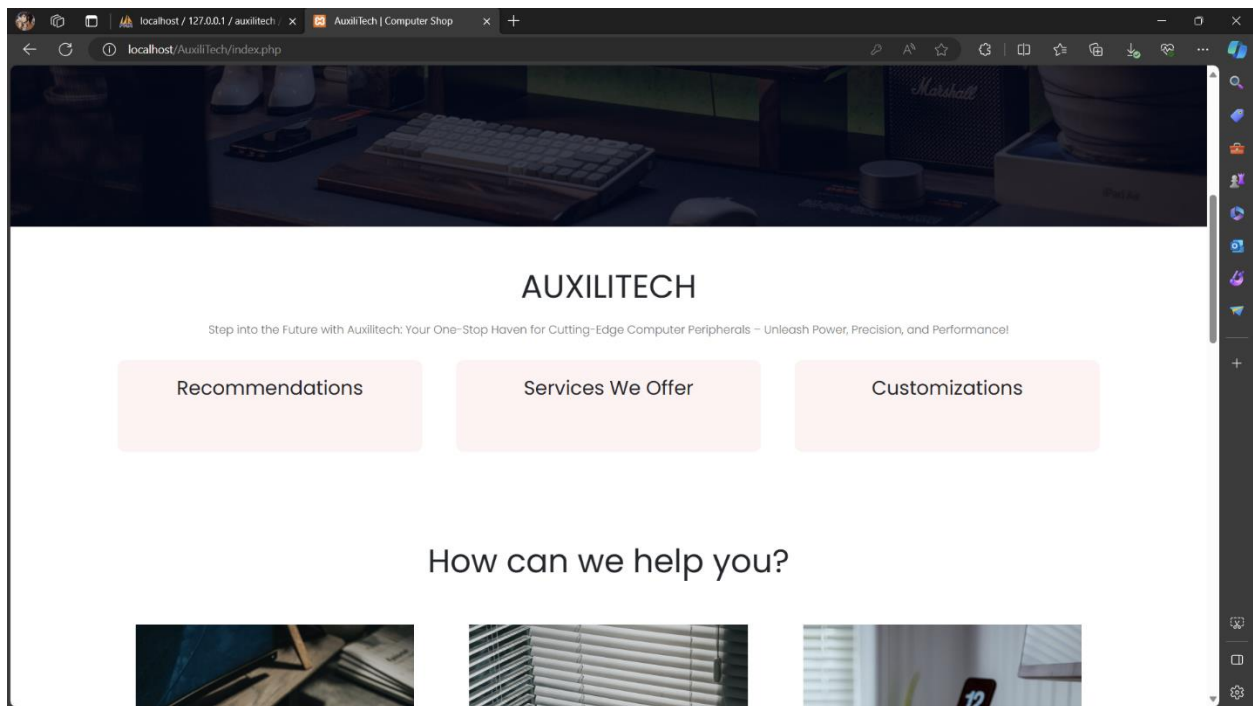 localhost / 127.0.0.1 / auxilitech /
AuxiliTech | Computer Shop
localhost/AuxiliTech/index.php
Marshall
iPad Air
AUXILITECH
Step into the Future with Auxilitech: Your One-Stop Haven for Cutting-Edge Computer Peripherals – Unleash Power, Precision, and Performance!
Recommendations
Services We Offer
Customizations
How can we help you?
12